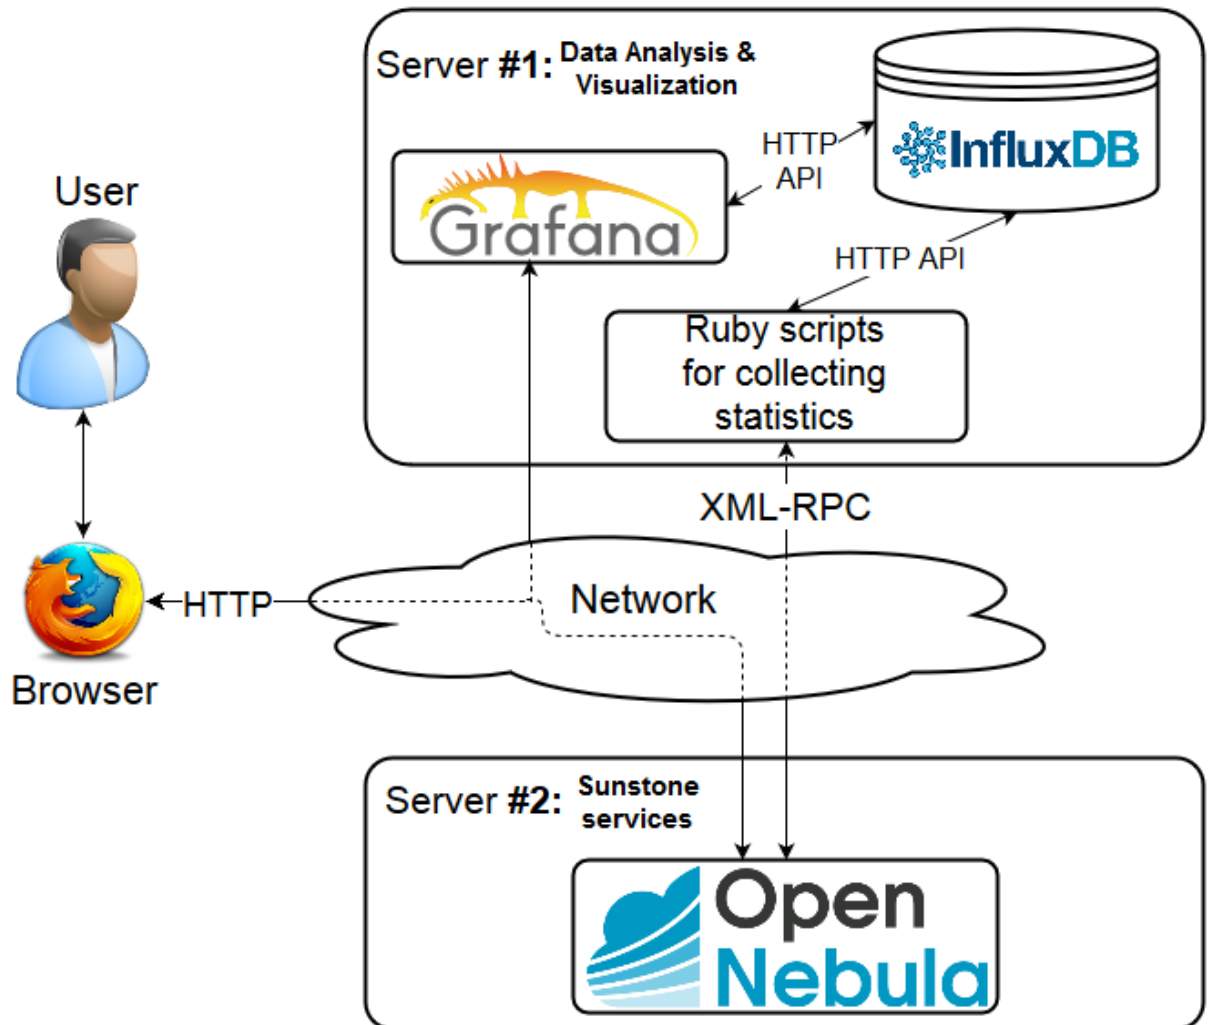 Server #1: Data Analysis &
Visualization
InfluxDB
HTTP
API
Grafana
User
HTTP API
Ruby scripts
for collecting
statistics
XML-RPC
HTTP
Network
Browser
Server #2: Sunstone
services
Open
Nebula